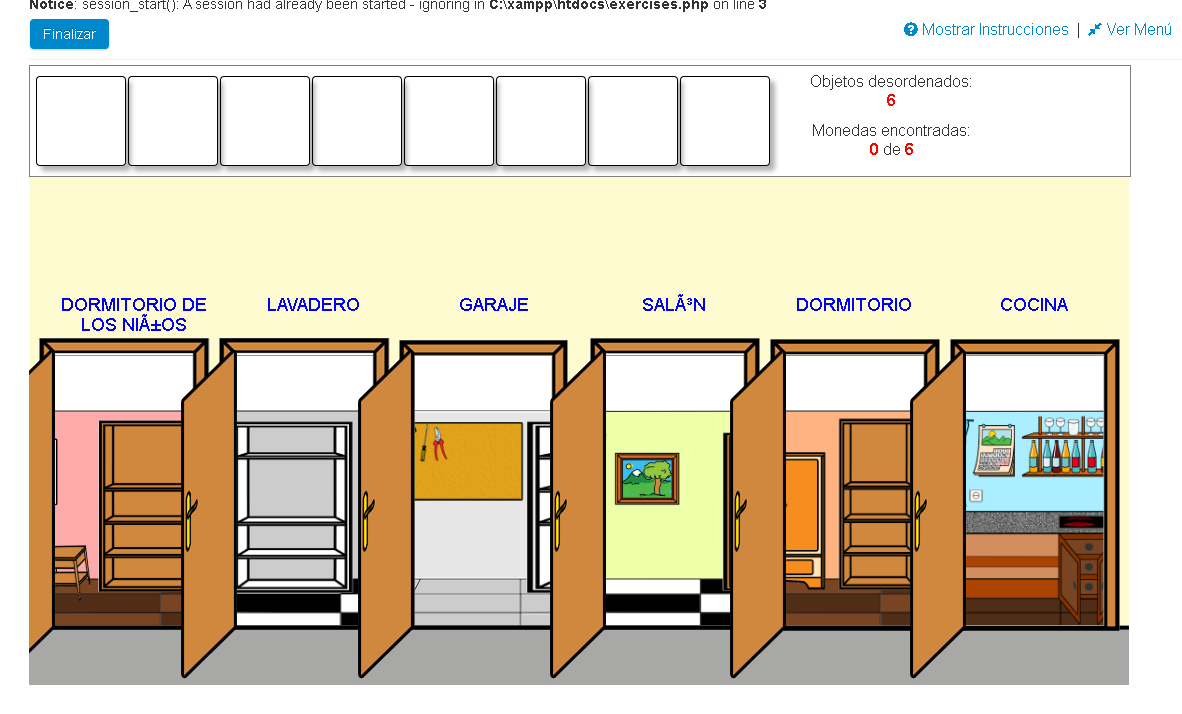 Notice: session_start(): A session had already been started - ignoring in C:\xampp\htdocs\exercises.php on line 3
Finalizar
Mostrar Instrucciones | Ver Menú
Objetos desordenados:
6
Monedas encontradas:
0 de 6
DORMITORIO DE
LOS NIÃ±OS
LAVADERO
GARAJE
SALÃ³N
DORMITORIO
COCINA